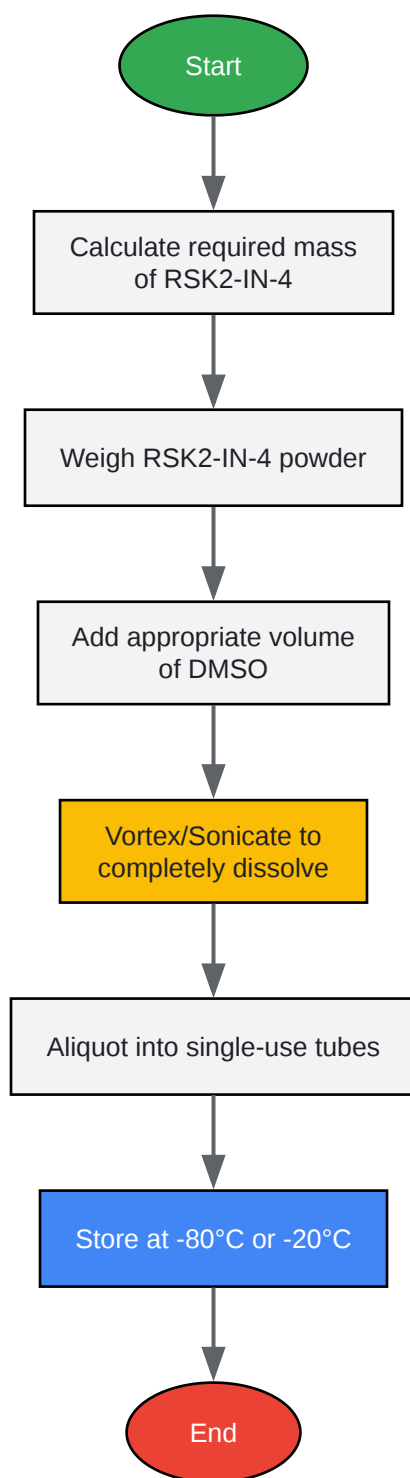 Start
Calculate required mass
of RSK2-IN-4
Weigh RSK2-IN-4 powder
Add appropriate volume
of DMSO
Vortex/Sonicate to
completely dissolve
Aliquot into single-use tubes
Store at -80°C or -20°C
End